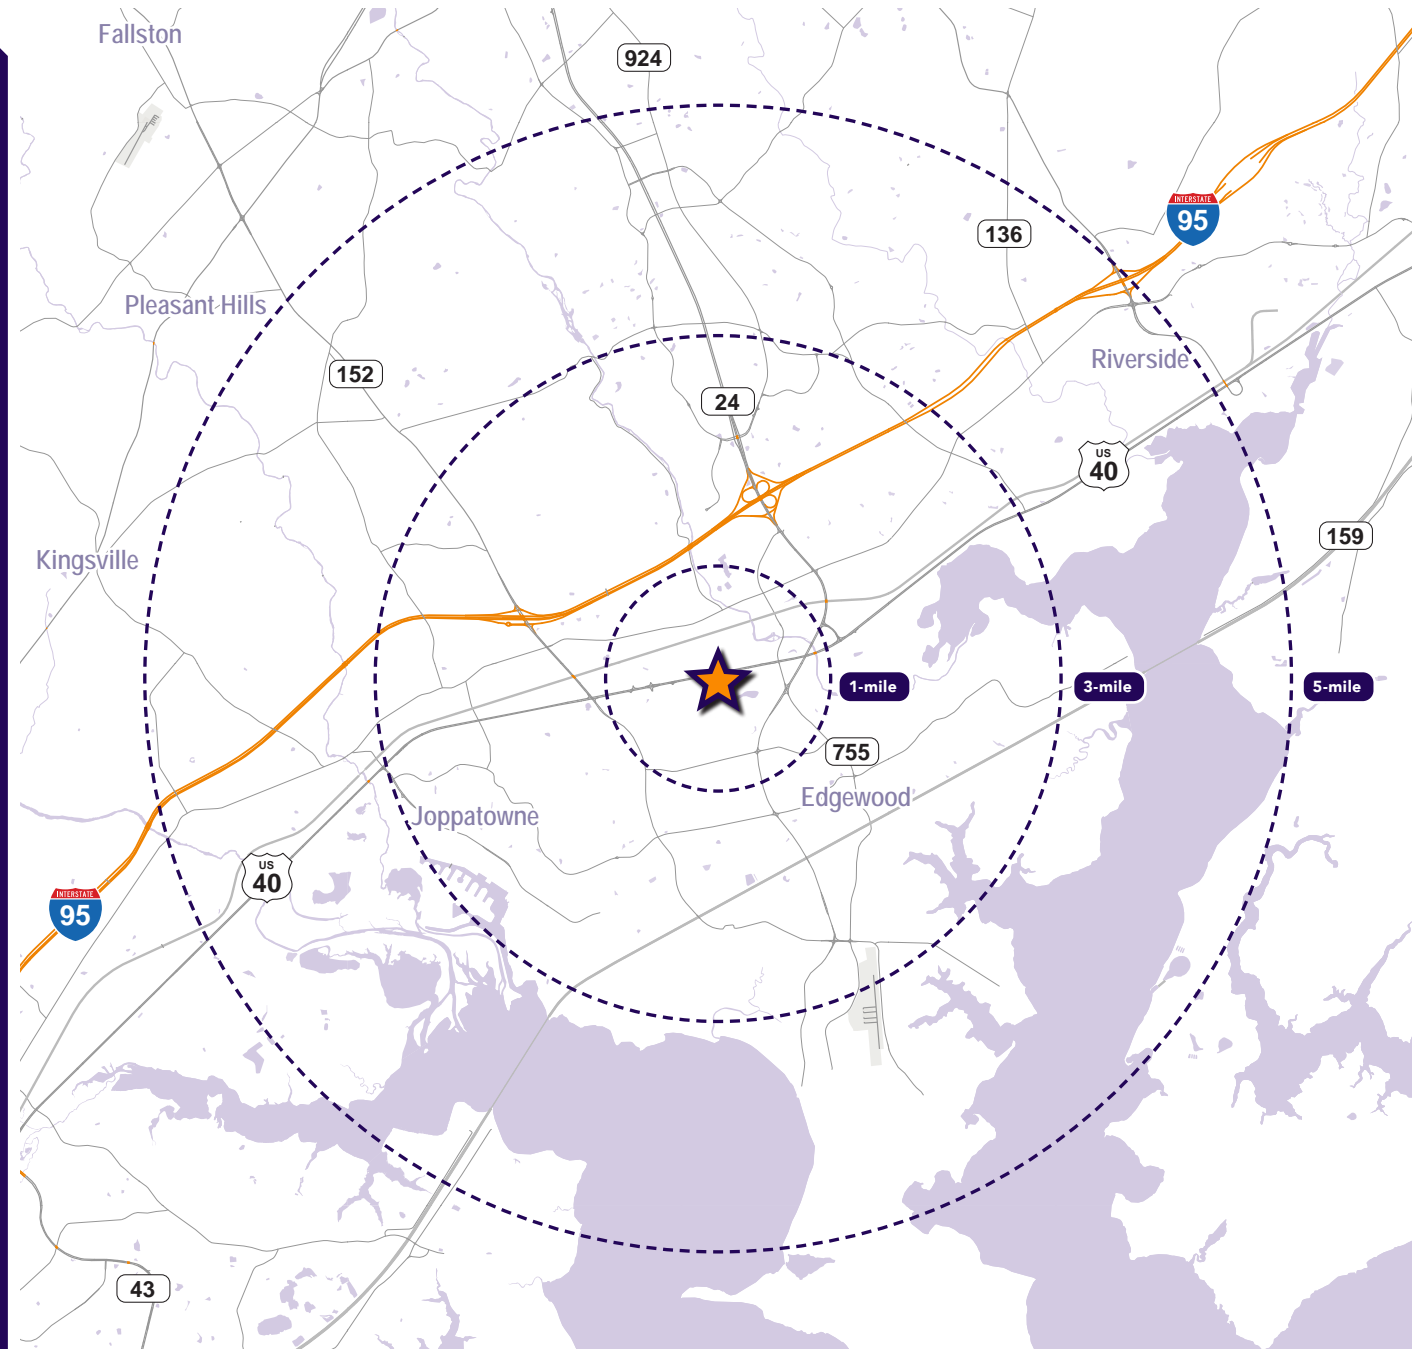 Fallston
924
INTERSTATE
95
136
Pleasant Hills
Riverside
152
24
US
40
159
Kingsville
1-mile
3-mile
5-mile
755
Edgewood
Joppatowne
US
40
INTERSTATE
95
43